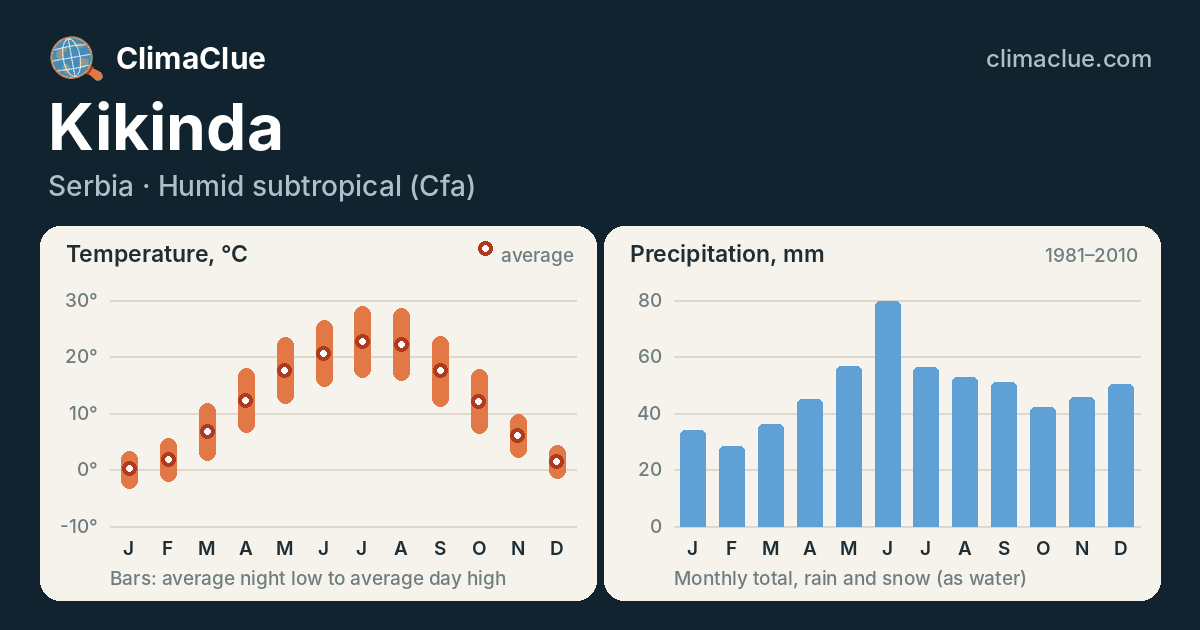 ClimaClue
climaclue.com
Kikinda
Serbia · Humid subtropical (Cfa)
Temperature, °C
average
30°
20°
10°
0°
-10°
J F M A M J J A S O N D
Bars: average night low to average day high
Precipitation, mm
1981–2010
80
60
40
20
0
J F M A M J J A S O N D
Monthly total, rain and snow (as water)